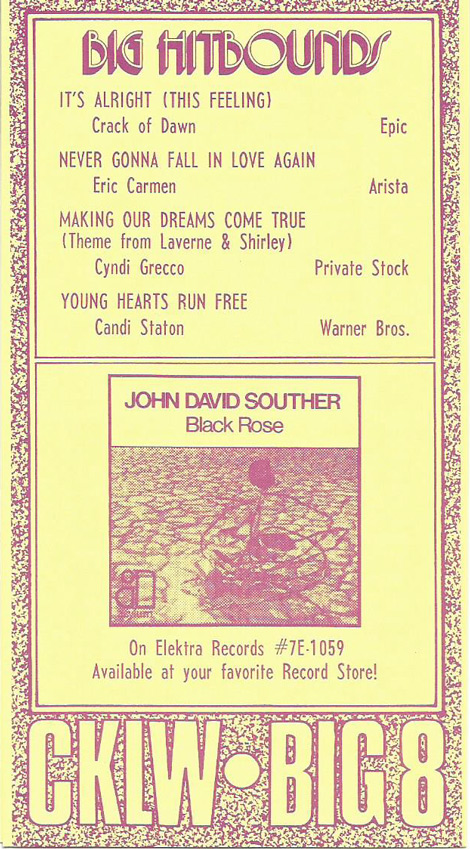 BIG HITBOUNDS
IT'S ALRIGHT (THIS FEELING)
Crack of Dawn Epic
NEVER GONNA FALL IN LOVE AGAIN
Eric Carmen Arista
MAKING OUR DREAMS COME TRUE
(Theme from Laverne & Shirley)
Cyndi Grecco Private Stock
YOUNG HEARTS RUN FREE
Candi Staton Warner Bros.
JOHN DAVID SOUTHER
Black Rose
On Elektra Records #7E-1059
Available at your favorite Record Store!
CKLW • BIG 8